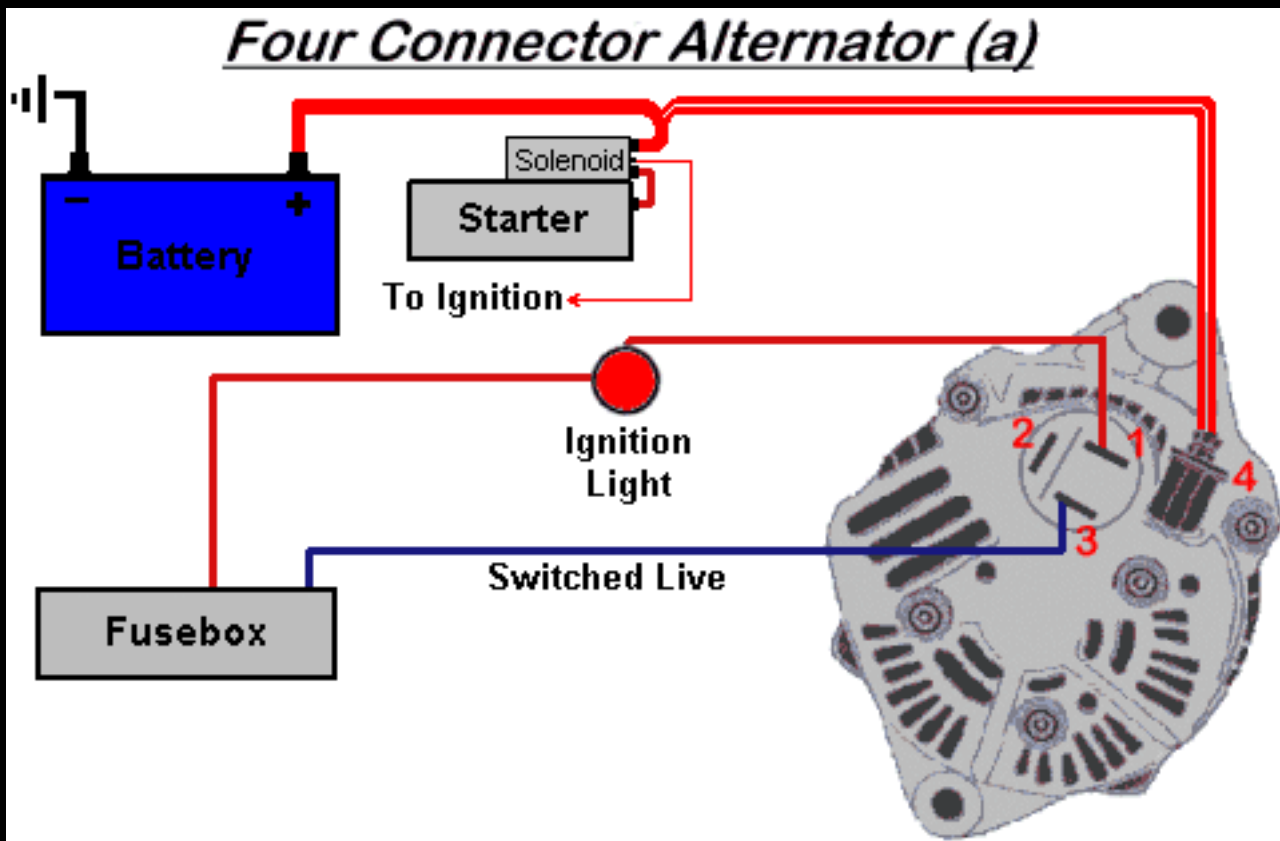 Four Connector Alternator (a)
Solenoid
Starter
− +
Battery
To Ignition
Ignition
Light
1
2
3
4
Switched Live
Fusebox